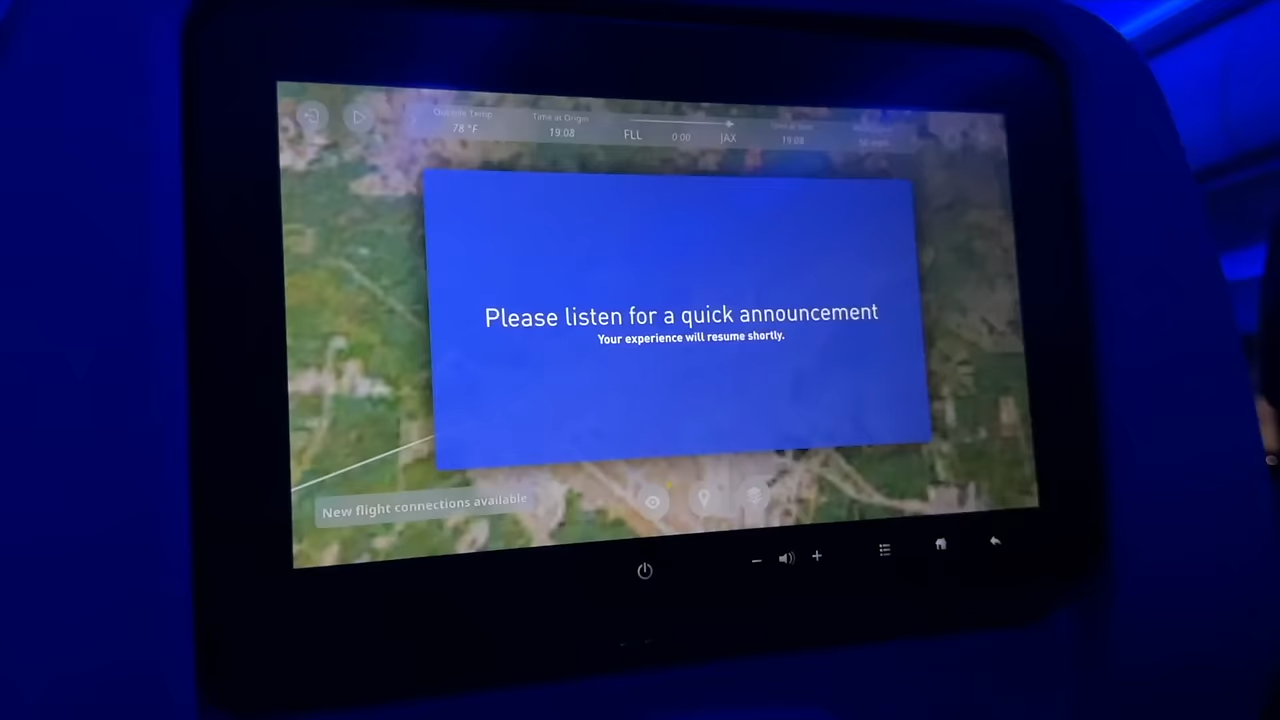 Outside Temp
78 °F
Time at Origin
19:08
FLL
0:00
JAX
19:08
Please listen for a quick announcement
Your experience will resume shortly.
New flight connections available